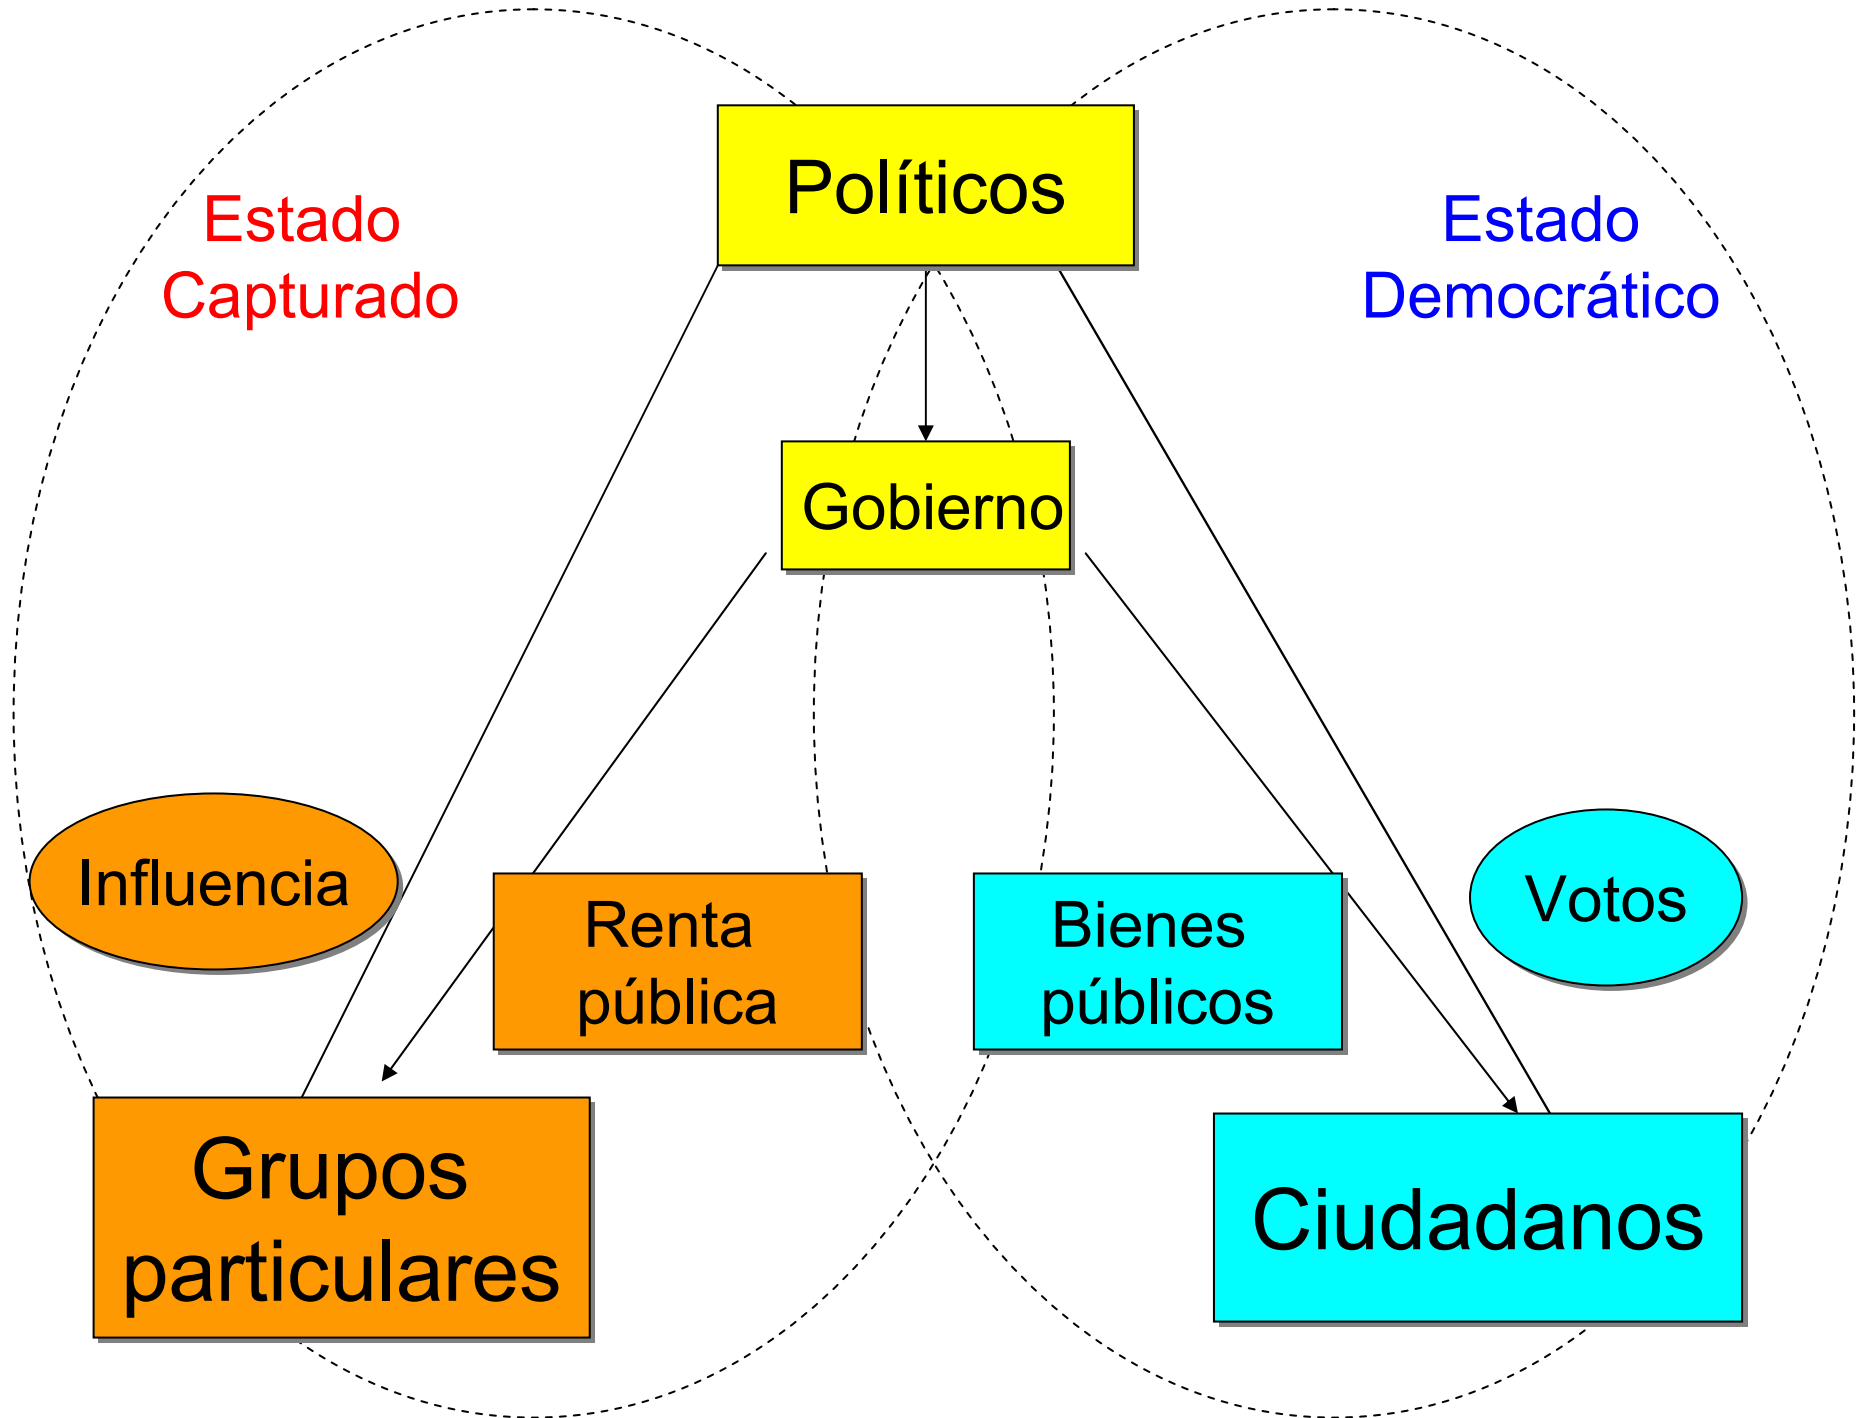 Políticos
Estado
Capturado
Estado
Democrático
Gobierno
Influencia
Renta
pública
Bienes
públicos
Votos
Grupos
particulares
Ciudadanos